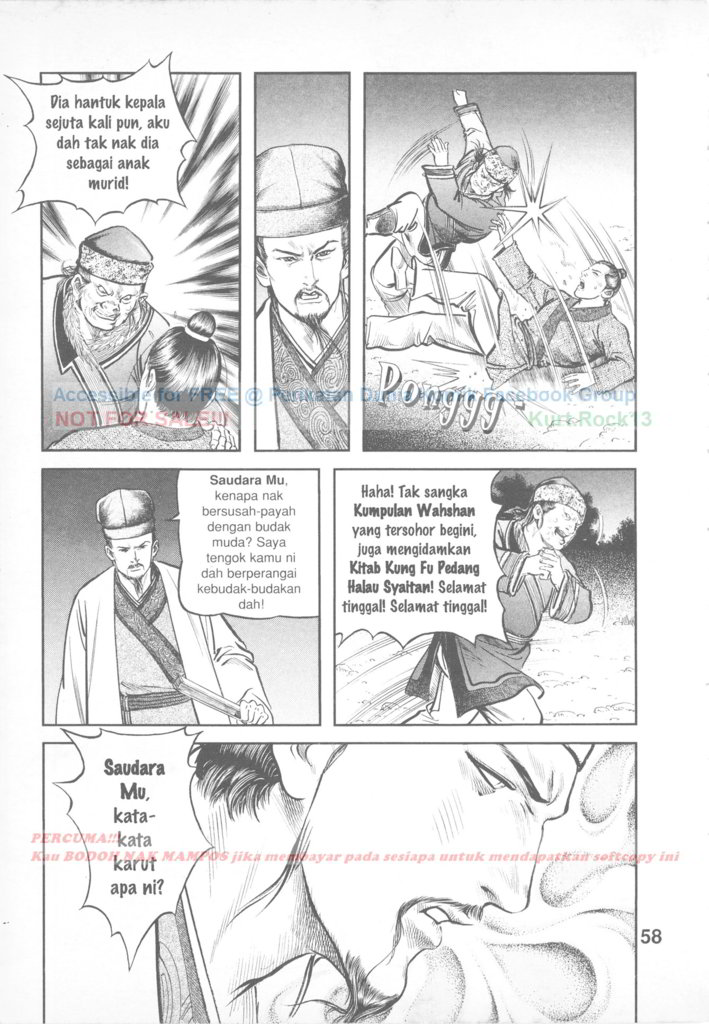 Dia hantuk kepala
sejuta kali pun, aku
dah tak nak dia
sebagai anak
murid!
Ponggg~
Accessible for FREE @ Punkatan Dunia Komik Facebook Group
NOT FOR SALE!!!
Kurt Rock13
Saudara Mu,
kenapa nak
bersusah-payah
dengan budak
muda? Saya
tengok kamu ni
dah berperangai
kebudak-budakan
dah!
Haha! Tak sangka
Kumpulan Wahshan
yang tersohor begini,
juga mengidamkan
Kitab Kung Fu Pedang
Halau Syaitan! Selamat
tinggal! Selamat tinggal!
Saudara
Mu,
kata-
kata
karut
apa ni?
PERCUMA!!!
Kau BODOH NAK MAMPOS jika membayar pada sesiapa untuk mendapatkan softcopy ini
58